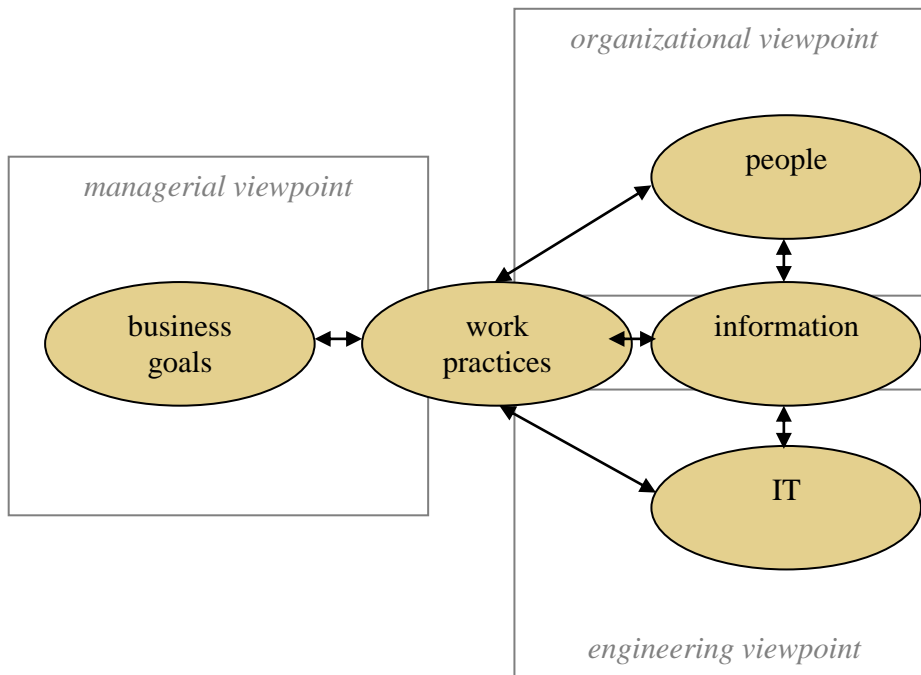 organizational viewpoint
people
managerial viewpoint
business
goals
work
practices
information
IT
engineering viewpoint